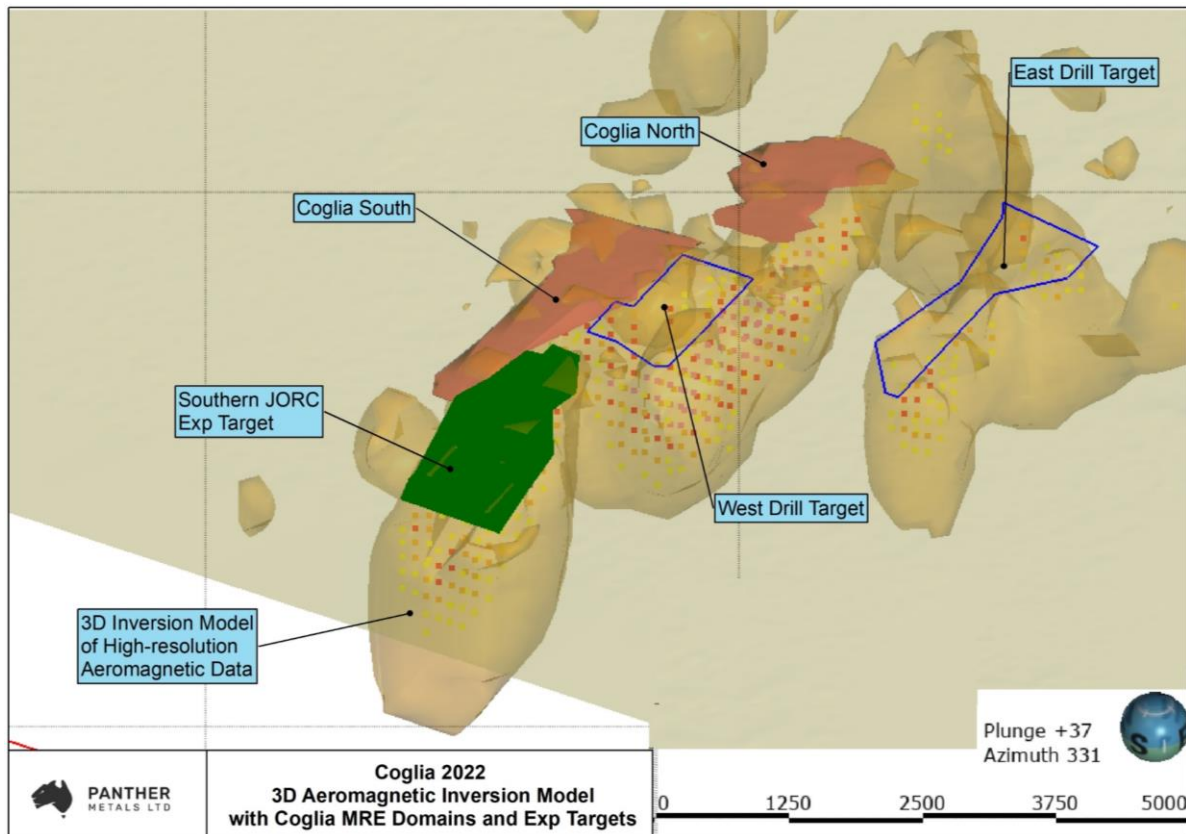 East Drill Target
Coglia North
Coglia South
Southern JORC
Exp Target
West Drill Target
3D Inversion Model
of High-resolution
Aeromagnetic Data
Plunge +37
Azimuth 331
S
PANTHER
METALS LTD
Coglia 2022
3D Aeromagnetic Inversion Model
with Coglia MRE Domains and Exp Targets
0 1250 2500 3750 5000